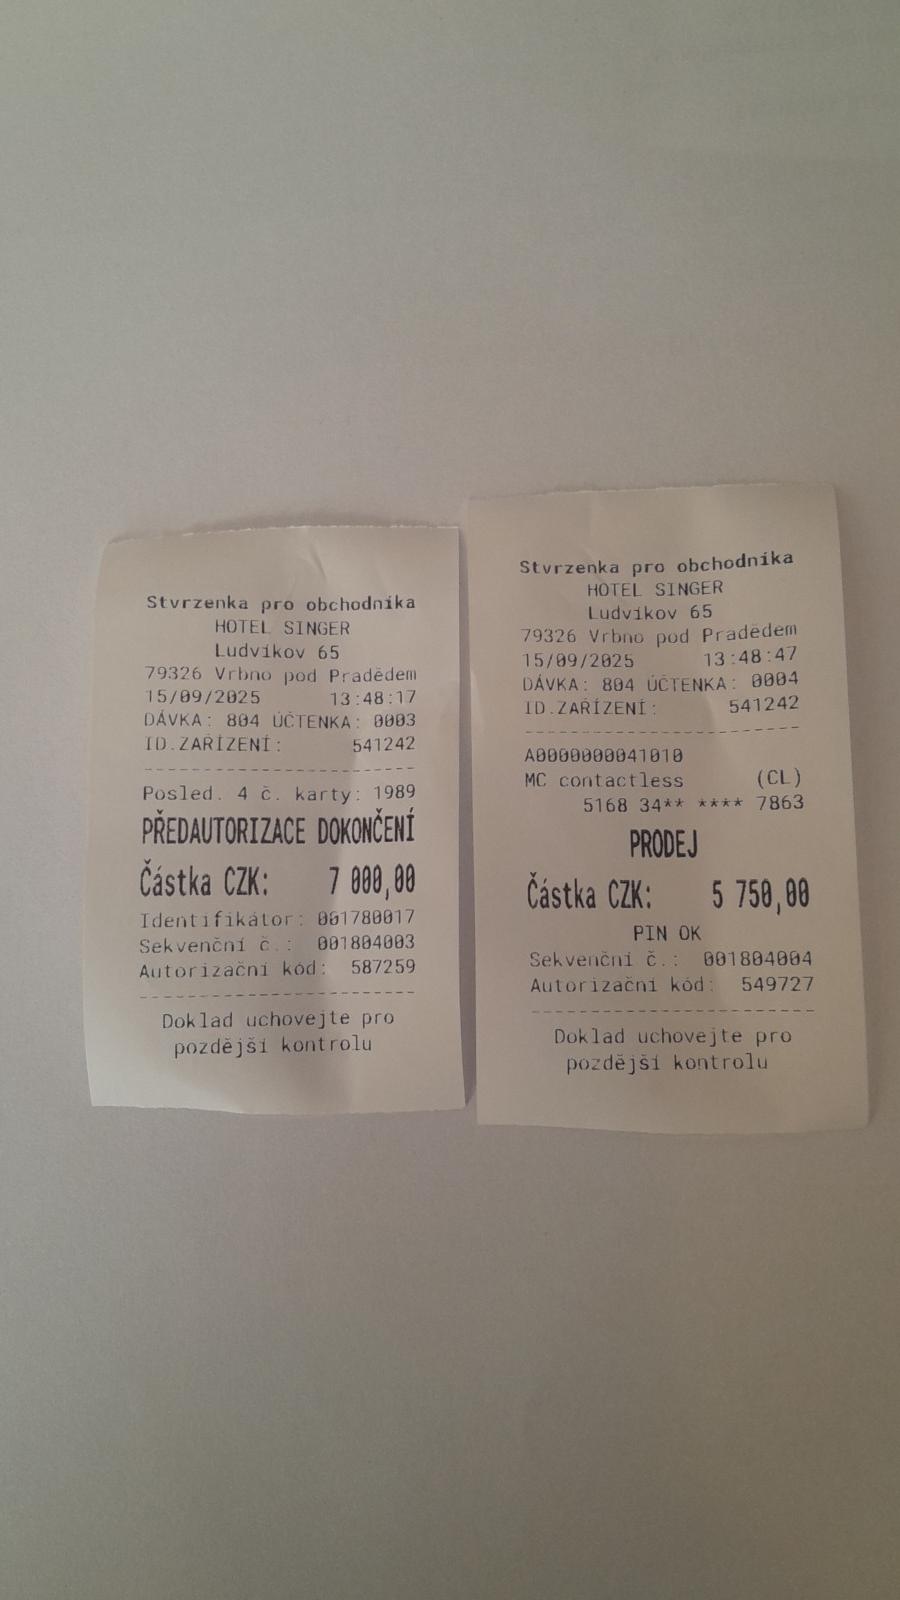 Stvrzenka pro obchodníka
HOTEL SINGER
Ludvíkov 65
79326 Vrbno pod Pradědem
15/09/2025 13:48:17
DÁVKA: 804 ÚČTENKA: 0003
ID.ZAŘÍZENÍ: 541242
------------------------
Posled. 4 č. karty: 1989
PŘEDAUTORIZACE DOKONČENÍ
Částka CZK: 7 000,00
Identifikátor: 001780017
Sekvenční č.: 001804003
Autorizační kód: 587259
------------------------
Doklad uchovejte pro
pozdější kontrolu
Stvrzenka pro obchodníka
HOTEL SINGER
Ludvíkov 65
79326 Vrbno pod Pradědem
15/09/2025 13:48:47
DÁVKA: 804 ÚČTENKA: 0004
ID.ZAŘÍZENÍ: 541242
------------------------
A0000000041010
MC contactless (CL)
5168 34** **** 7863
PRODEJ
Částka CZK: 5 750,00
PIN OK
Sekvenční č.: 001804004
Autorizační kód: 549727
------------------------
Doklad uchovejte pro
pozdější kontrolu